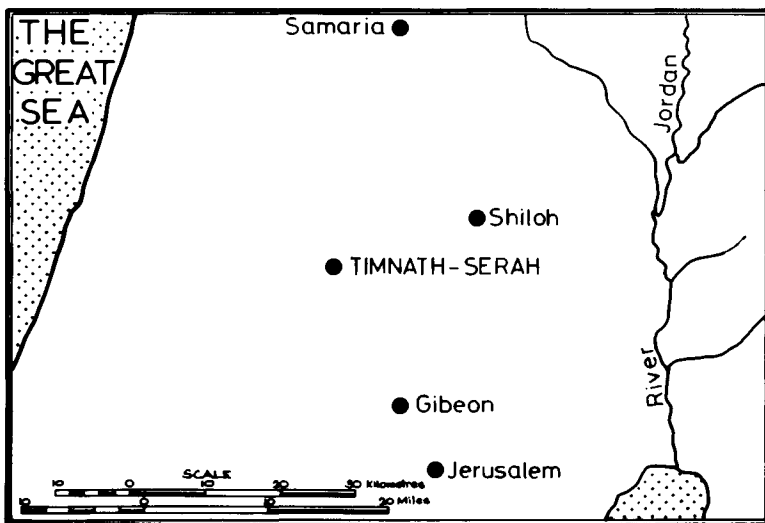 THE
GREAT
SEA
Samaria
Jordan
Shiloh
TIMNATH-SERAH
River
Gibeon
Jerusalem
SCALE
10 0 10 20 30 Kilometres
10 0 10 20 Miles